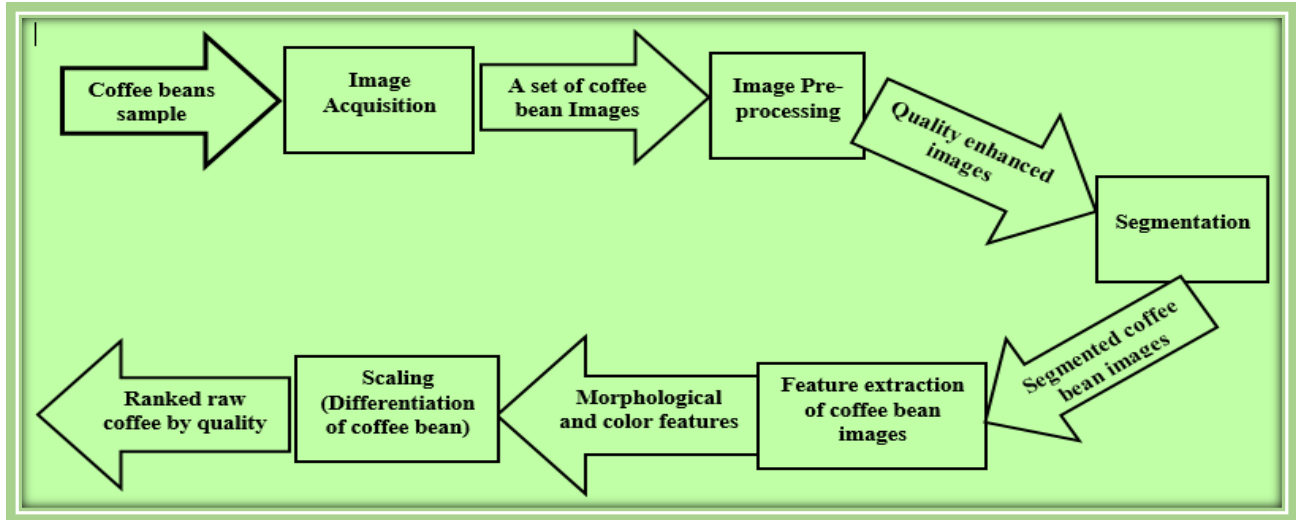 Coffee beans
sample
Image
Acquisition
A set of coffee
bean Images
Image Pre-
processing
Quality enhanced
images
Segmentation
Segmented coffee
bean images
Feature extraction
of coffee bean
images
Morphological
and color features
Scaling
(Differentiation
of coffee bean)
Ranked raw
coffee by quality